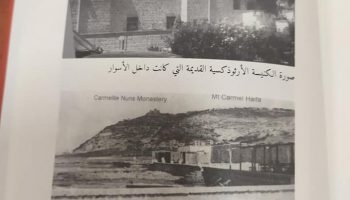 صورة الكنيسة الأرثوذكسية القديمة التي كانت داخل الأسوار
Carmelite Nuns Monastery Mt Carmel Haifa